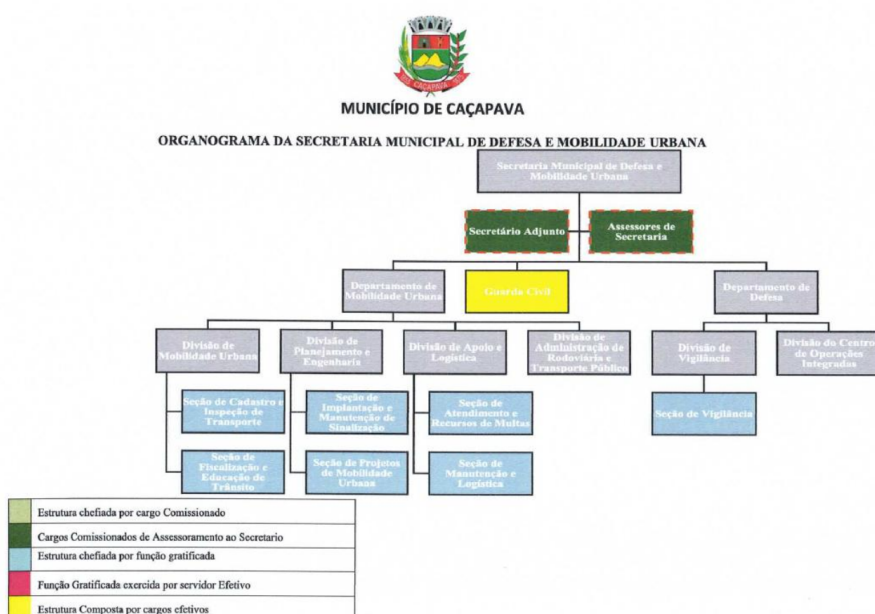 CAÇAPAVA
MUNICÍPIO DE CAÇAPAVA
ORGANOGRAMA DA SECRETARIA MUNICIPAL DE DEFESA E MOBILIDADE URBANA
Secretaria Municipal de Defesa e
Mobilidade Urbana
Secretário Adjunto
Assessores de
Secretaria
Departamento de
Mobilidade Urbana
Guarda Civil
Departamento de
Defesa
Divisão de
Mobilidade Urbana
Divisão de
Planejamento e
Engenharia
Divisão de Apoio e
Logística
Divisão de
Administração de
Rodoviária e
Transporte Público
Divisão de
Vigilância
Divisão do Centro
de Operações
Integradas
Seção de Cadastro e
Inspeção de
Transporte
Seção de
Implantação e
Manutenção de
Sinalização
Seção de
Atendimento e
Recursos de Multas
Seção de Vigilância
Seção de
Fiscalização e
Educação de
Trânsito
Seção de Projetos
de Mobilidade
Urbana
Seção de
Manutenção e
Logística
Estrutura chefiada por cargo Comissionado
Cargos Comissionados de Assessoramento ao Secretario
Estrutura chefiada por função gratificada
Função Gratificada exercida por servidor Efetivo
Estrutura Composta por cargos efetivos